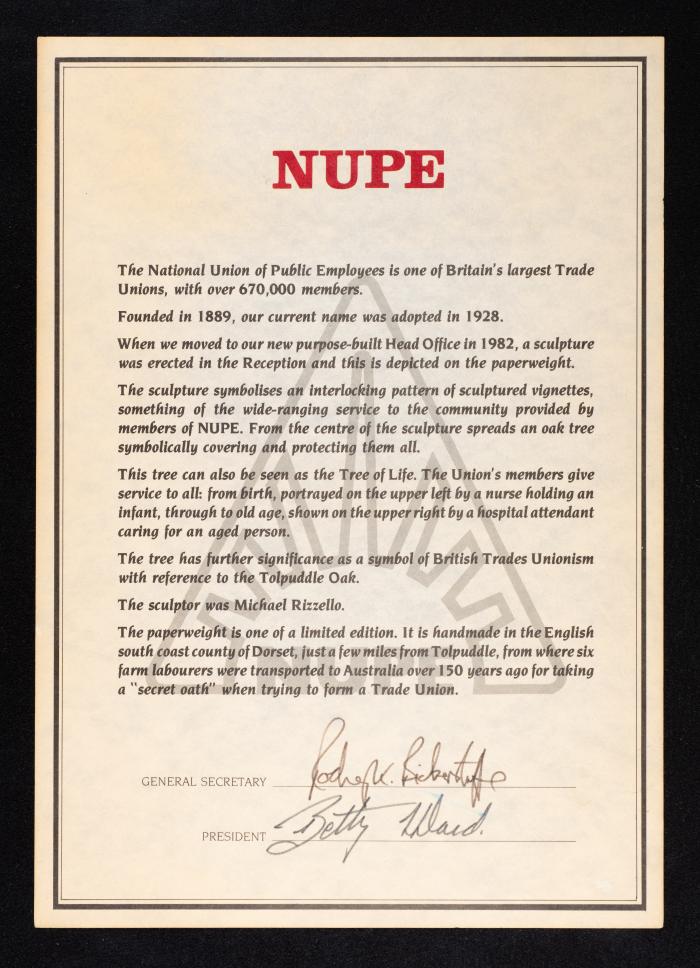 NUPE
The National Union of Public Employees is one of Britain's largest Trade
Unions, with over 670,000 members.
Founded in 1889, our current name was adopted in 1928.
When we moved to our new purpose-built Head Office in 1982, a sculpture
was erected in the Reception and this is depicted on the paperweight.
The sculpture symbolises an interlocking pattern of sculptured vignettes,
something of the wide-ranging service to the community provided by
members of NUPE. From the centre of the sculpture spreads an oak tree
symbolically covering and protecting them all.
This tree can also be seen as the Tree of Life. The Union's members give
service to all: from birth, portrayed on the upper left by a nurse holding an
infant, through to old age, shown on the upper right by a hospital attendant
caring for an aged person.
The tree has further significance as a symbol of British Trades Unionism
with reference to the Tolpuddle Oak.
The sculptor was Michael Rizzello.
The paperweight is one of a limited edition. It is handmade in the English
south coast county of Dorset, just a few miles from Tolpuddle, from where six
farm labourers were transported to Australia over 150 years ago for taking
a "secret oath" when trying to form a Trade Union.
NUPE
GENERAL SECRETARY Rodney K. Bickerstaffe
PRESIDENT Betty Ward.